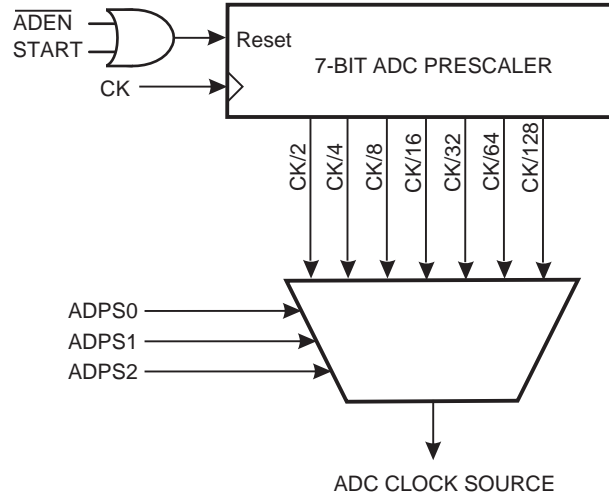 ADEN
START
Reset
7-BIT ADC PRESCALER
CK
CK/2
CK/4
CK/8
CK/16
CK/32
CK/64
CK/128
ADPS0
ADPS1
ADPS2
ADC CLOCK SOURCE